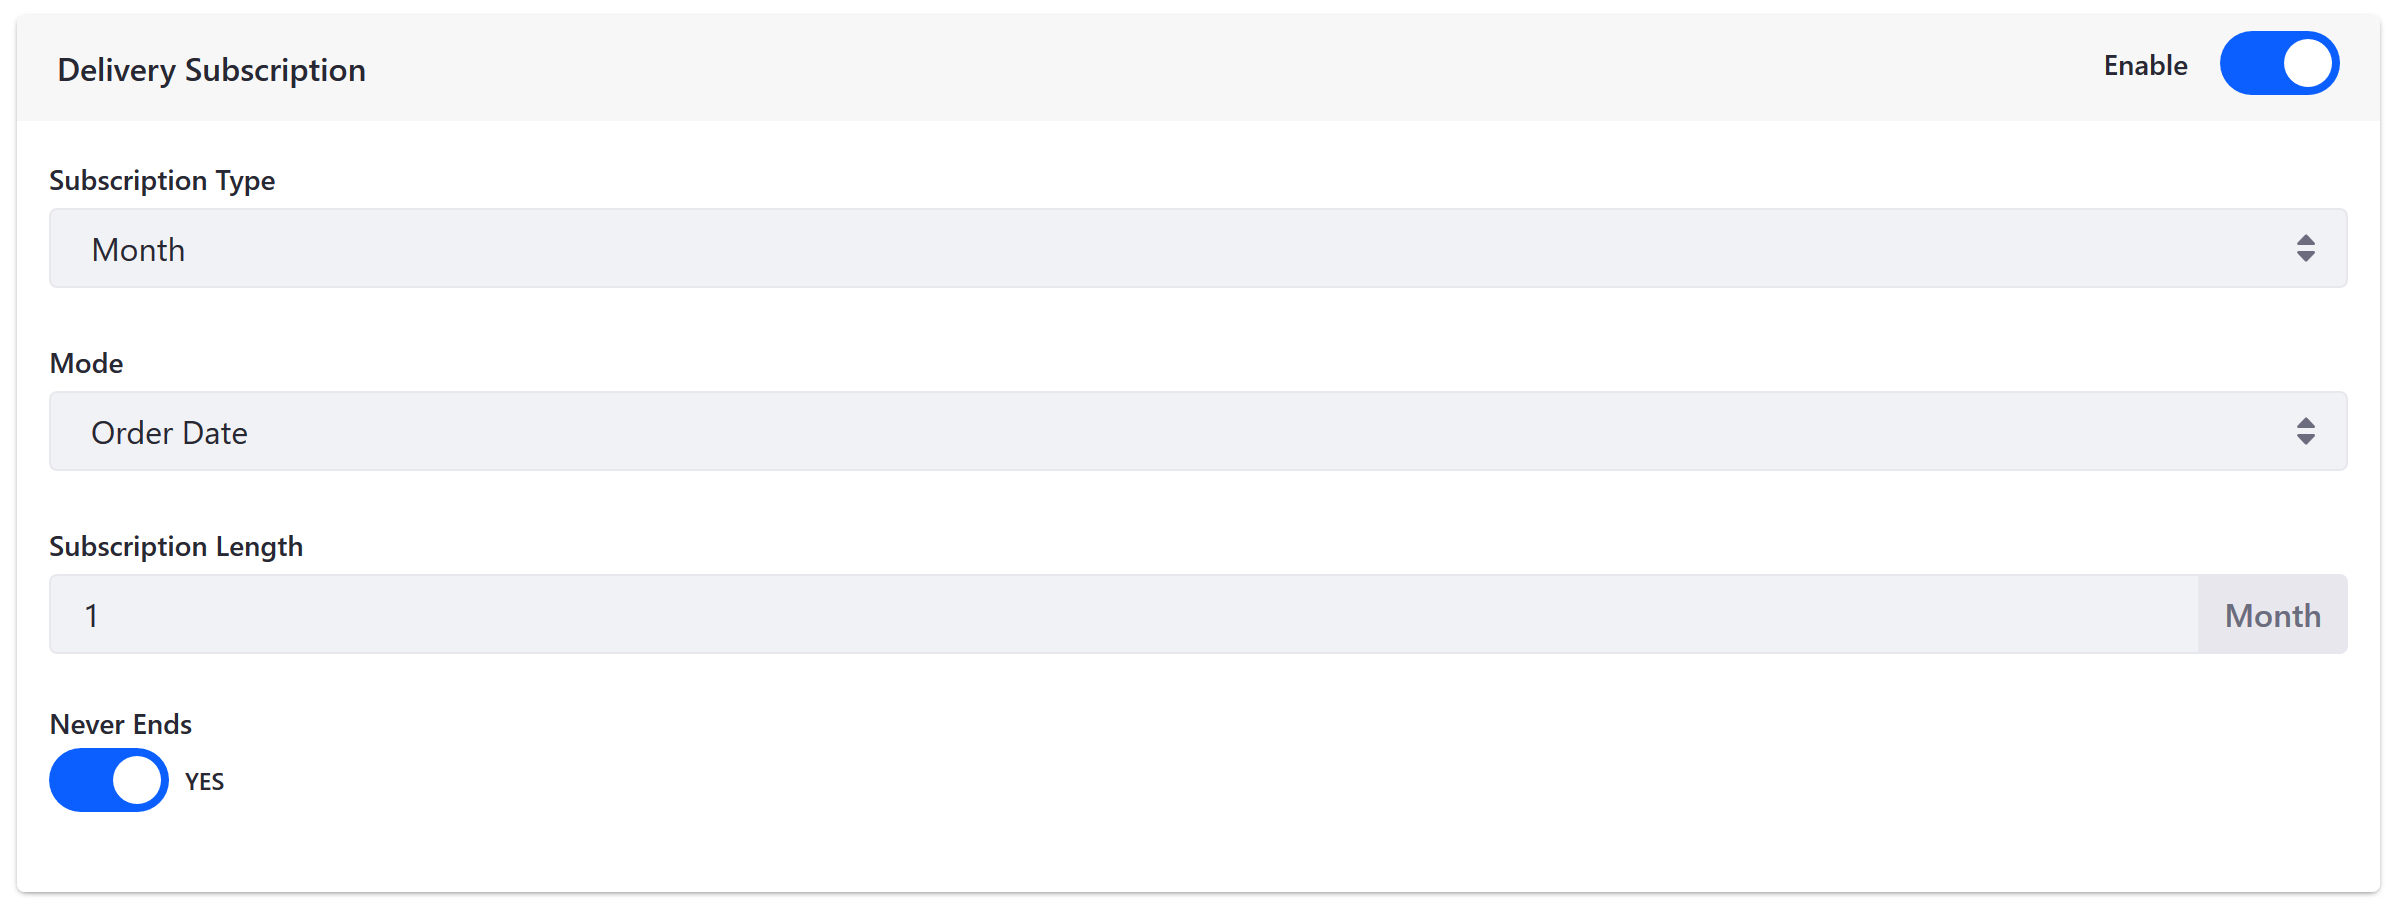 Delivery Subscription
Enable
Subscription Type
Month
Mode
Order Date
Subscription Length
1
Month
Never Ends
YES